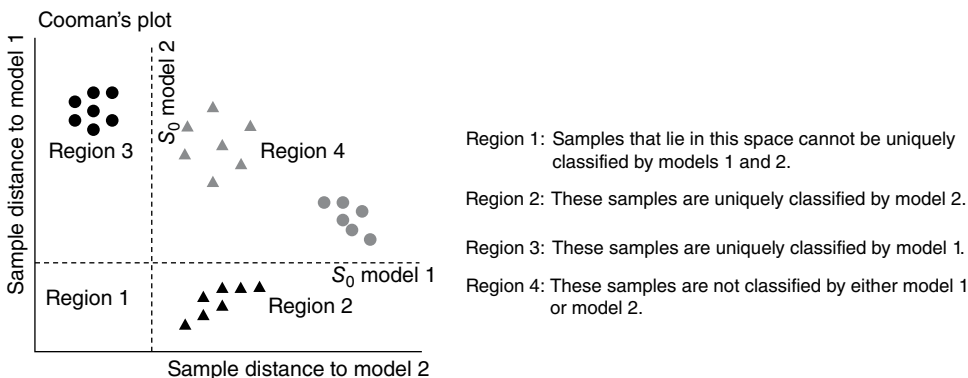 Cooman's plot
Sample distance to model 1
S0 model 2
Region 3
Region 4
S0 model 1
Region 1
Region 2
Sample distance to model 2
Region 1: Samples that lie in this space cannot be uniquely
classified by models 1 and 2.
Region 2: These samples are uniquely classified by model 2.
Region 3: These samples are uniquely classified by model 1.
Region 4: These samples are not classified by either model 1
or model 2.